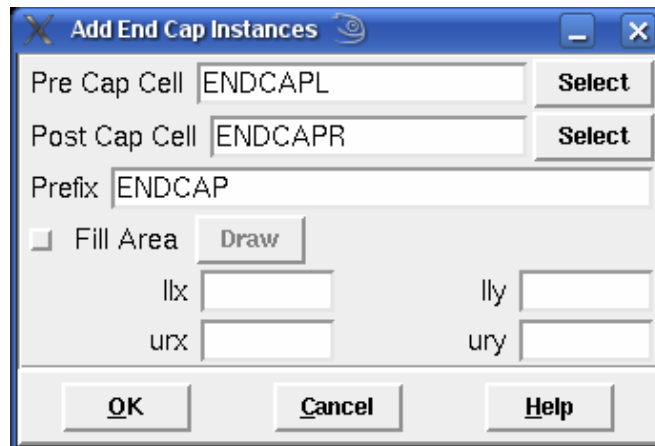 Add End Cap Instances
Pre Cap Cell ENDCAPL Select
Post Cap Cell ENDCAPR Select
Prefix ENDCAP
Fill Area Draw
llx lly
urx ury
OK Cancel Help